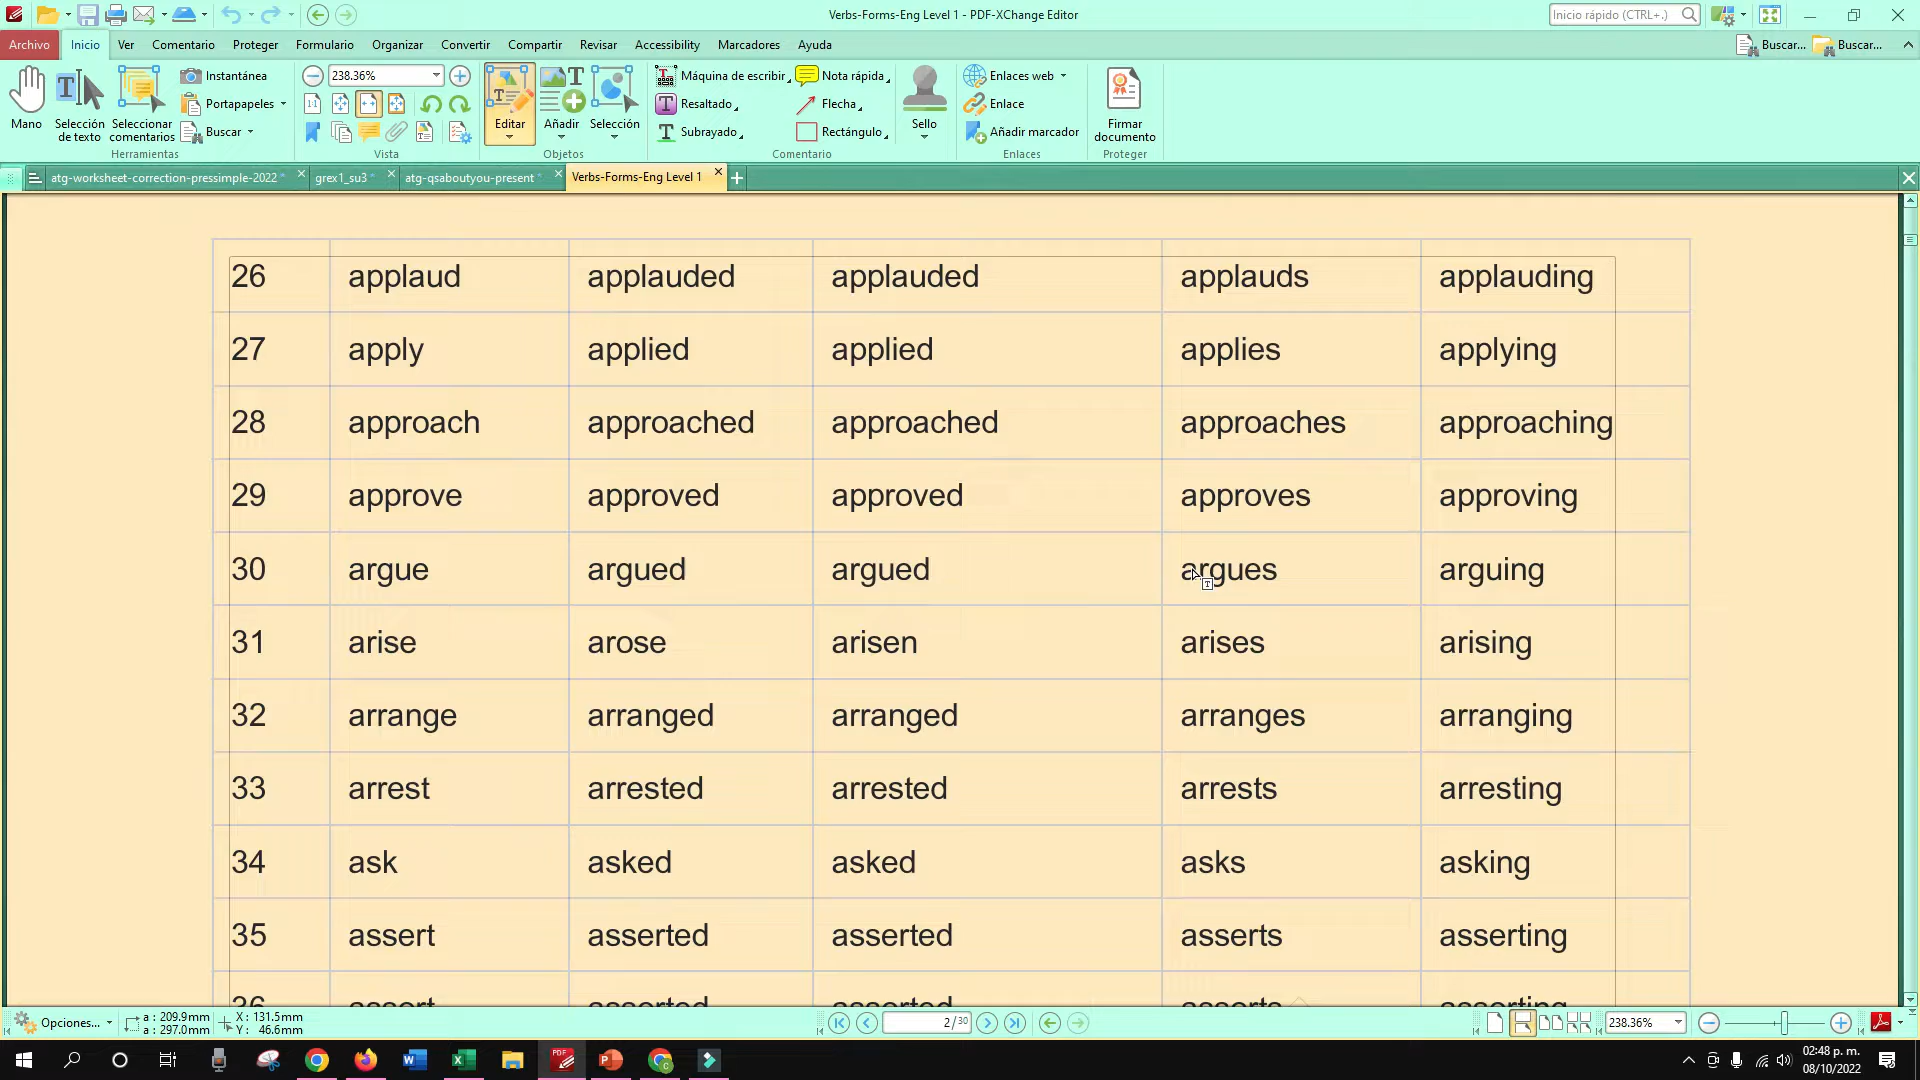 Verbs-Forms-Eng Level 1 - PDF-XChange Editor
Inicio rápido (CTRL+.)
Archivo Inicio Ver Comentario Proteger Formulario Organizar Convertir Compartir Revisar Accessibility Marcadores Ayuda Buscar... Buscar...
Mano
Selección de texto
Seleccionar comentarios
Instantánea
Portapapeles
Buscar
Herramientas
238.36%
Vista
Editar
Añadir
Selección
Objetos
Máquina de escribir
Resaltado
Subrayado
Nota rápida
Flecha
Rectángulo
Sello
Comentario
Enlaces web
Enlace
Añadir marcador
Enlaces
Firmar documento
Proteger
atg-worksheet-correction-pressimple-2022 * grex1_su3 * atg-qsaboutyou-present * Verbs-Forms-Eng Level 1
26 applaud applauded applauded applauds applauding
27 apply applied applied applies applying
28 approach approached approached approaches approaching
29 approve approved approved approves approving
30 argue argued argued argues arguing
31 arise arose arisen arises arising
32 arrange arranged arranged arranges arranging
33 arrest arrested arrested arrests arresting
34 ask asked asked asks asking
35 assert asserted asserted asserts asserting
36 assert asserted asserted asserts asserting
Opciones...
a : 209.9mm
a : 297.0mm
X : 131.5mm
Y : 46.6mm
2 / 30
238.36%
02:48 p. m.
08/10/2022